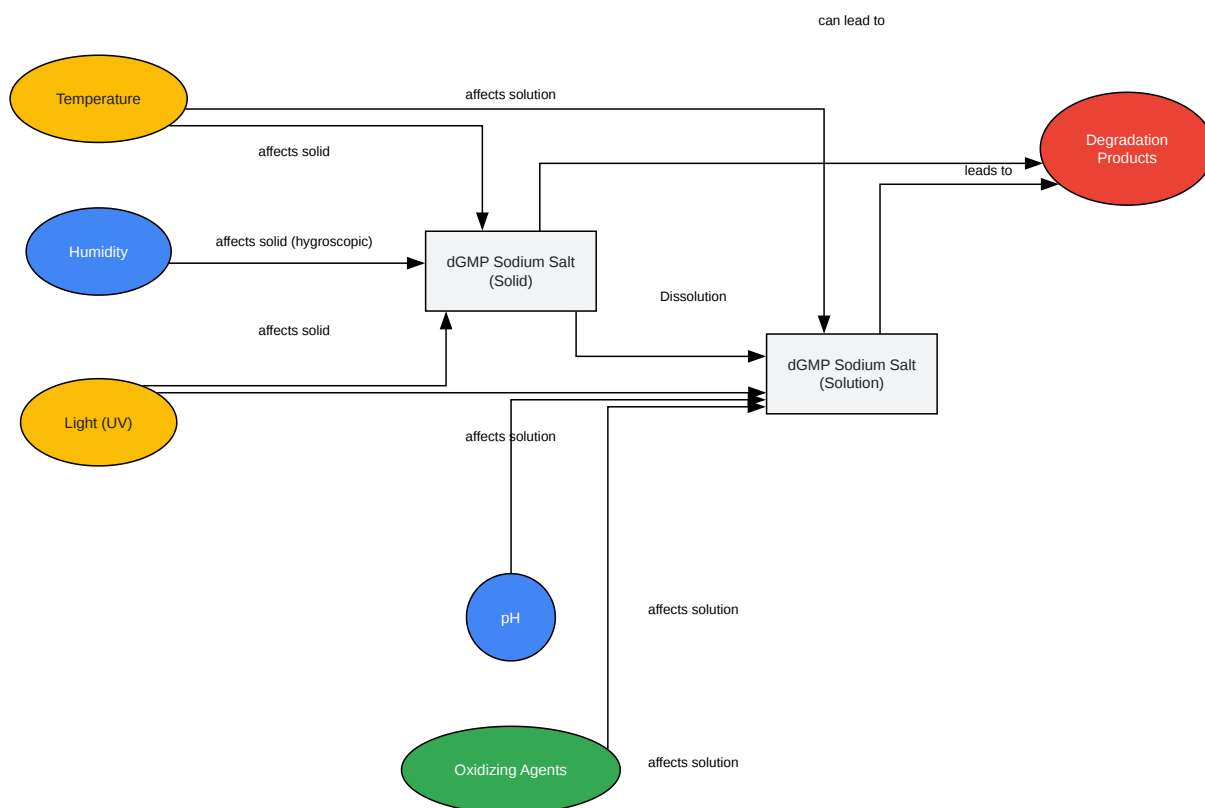 can lead to
Temperature
affects solution
affects solid
Degradation
Products
leads to
Humidity
affects solid (hygroscopic)
dGMP Sodium Salt
(Solid)
Dissolution
affects solid
dGMP Sodium Salt
(Solution)
Light (UV)
affects solution
pH
affects solution
Oxidizing Agents
affects solution